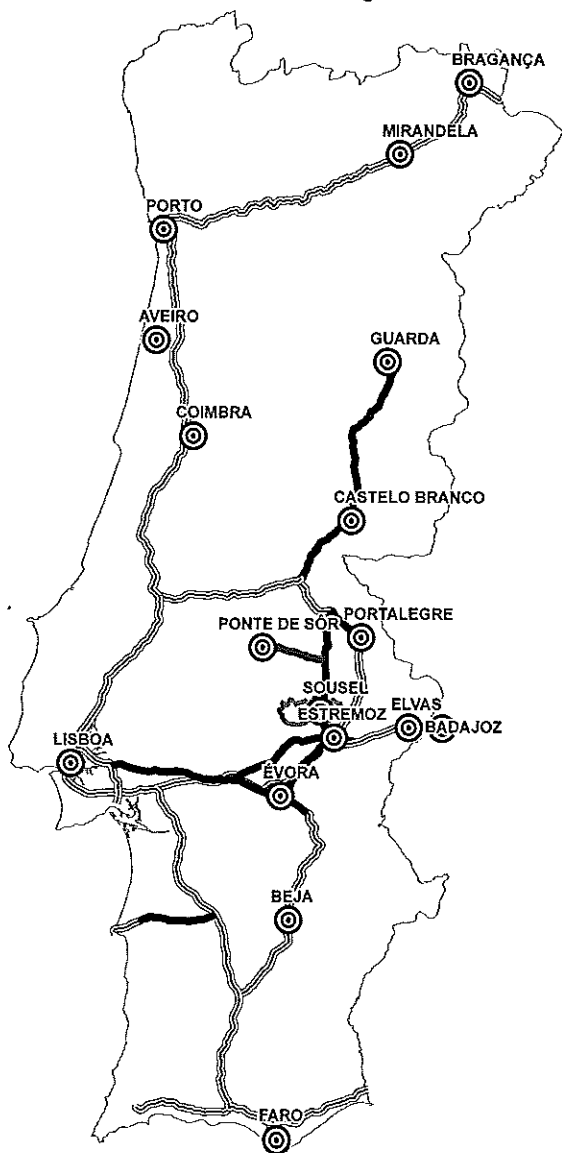 BRAGANÇA
MIRANDELA
PORTO
AVEIRO
GUARDA
COIMBRA
CASTELO BRANCO
PONTE DE SÔR
PORTALEGRE
SOUSEL
ESTREMOZ
ELVAS
BADAJOZ
LISBOA
ÉVORA
BEJA
FARO